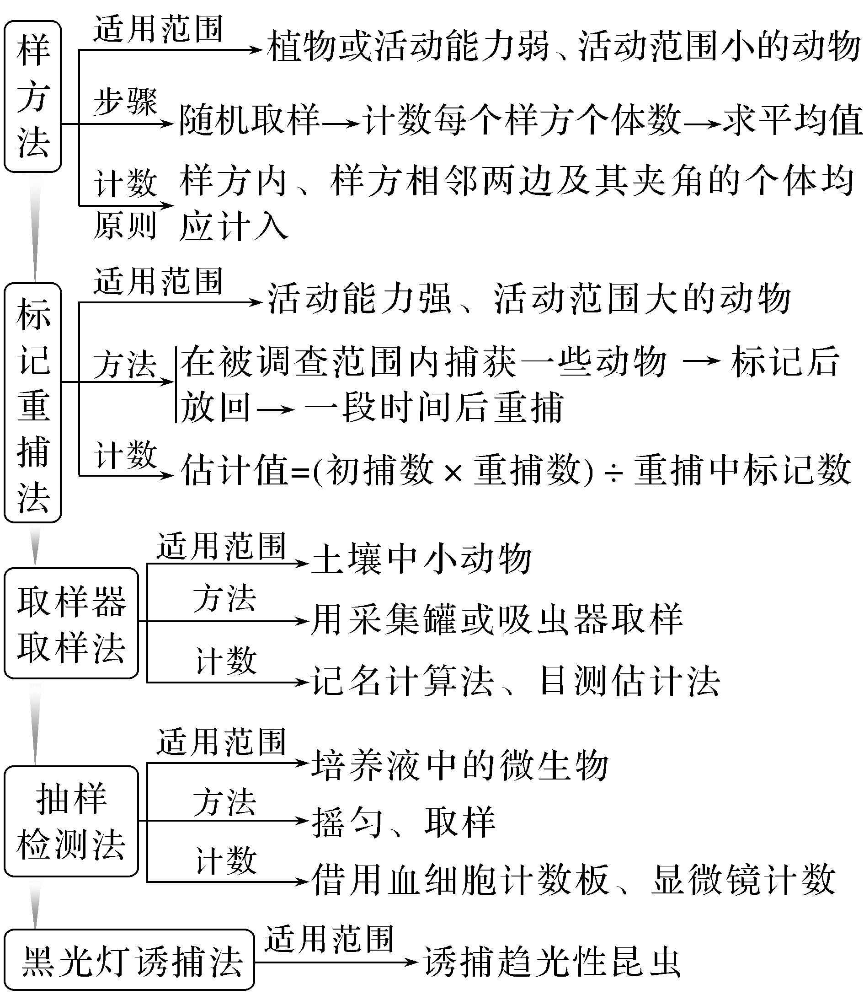 样方法
适用范围
植物或活动能力弱、活动范围小的动物
步骤
随机取样→计数每个样方个体数→求平均值
计数
原则
样方内、样方相邻两边及其夹角的个体均
应计入
标记重捕法
适用范围
活动能力强、活动范围大的动物
方法
在被调查范围内捕获一些动物→标记后
放回→一段时间后重捕
计数
估计值=(初捕数×重捕数)÷重捕中标记数
取样器
取样法
适用范围
土壤中小动物
方法
用采集罐或吸虫器取样
计数
记名计算法、目测估计法
抽样
检测法
适用范围
培养液中的微生物
方法
摇匀、取样
计数
借用血细胞计数板、显微镜计数
黑光灯诱捕法
适用范围
诱捕趋光性昆虫